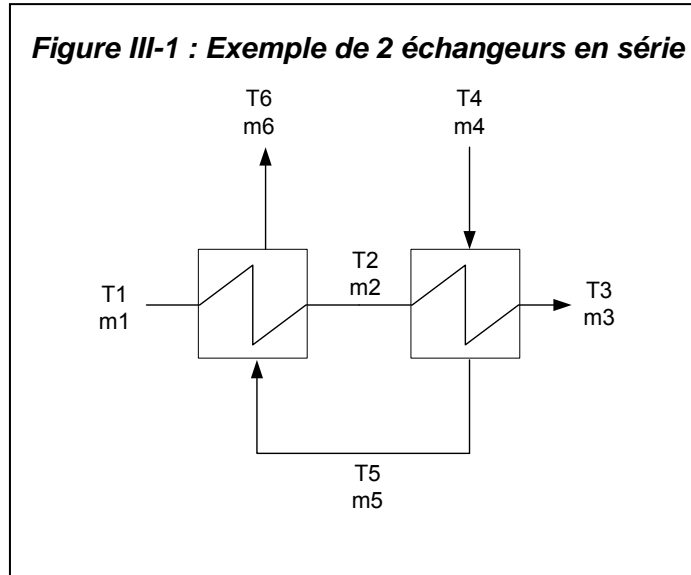 Figure III-1 : Exemple de 2 échangeurs en série
T6
m6
T4
m4
T1
m1
T2
m2
T3
m3
T5
m5